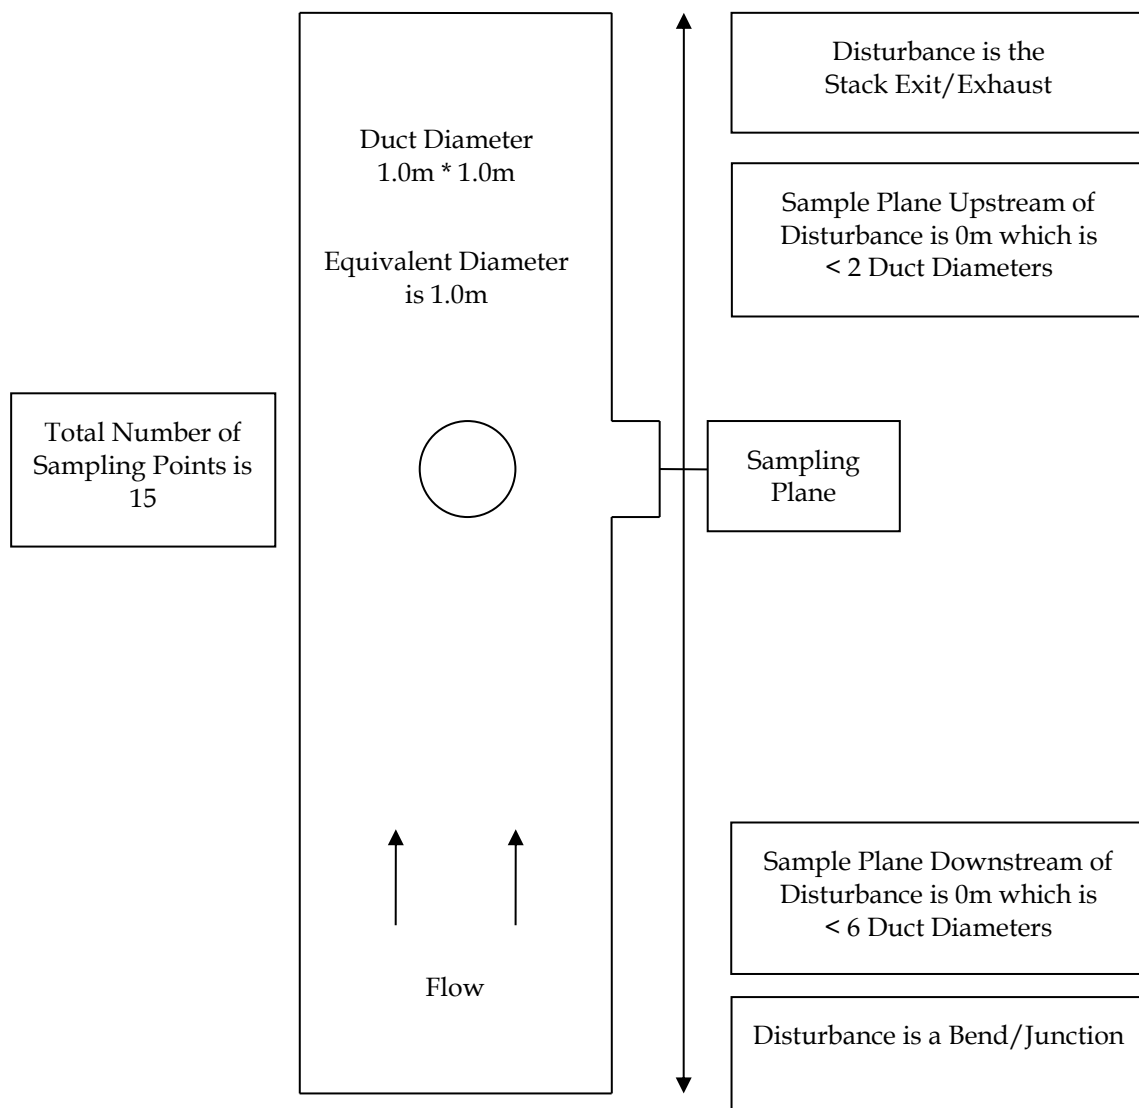 Disturbance is the
Stack Exit/Exhaust
Duct Diameter
1.0m * 1.0m
Sample Plane Upstream of
Disturbance is 0m which is
< 2 Duct Diameters
Equivalent Diameter
is 1.0m
Total Number of
Sampling Points is
15
Sampling
Plane
Sample Plane Downstream of
Disturbance is 0m which is
< 6 Duct Diameters
Flow
Disturbance is a Bend/Junction